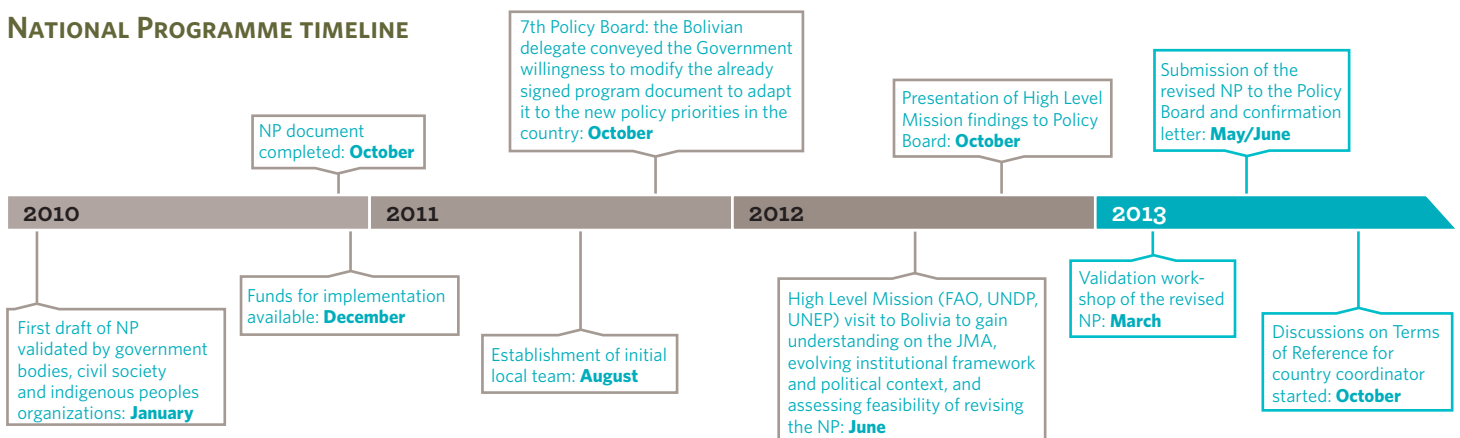 NATIONAL PROGRAMME TIMELINE
7th Policy Board: the Bolivian
delegate conveyed the Government
willingness to modify the already
signed program document to adapt
it to the new policy priorities in the
country: October
NP document
completed: October
Presentation of High Level
Mission findings to Policy
Board: October
Submission of the
revised NP to the Policy
Board and confirmation
letter: May/June
2010
2011
2012
2013
First draft of NP
validated by government
bodies, civil society
and indigenous peoples
organizations: January
Funds for implementation
available: December
Establishment of initial
local team: August
High Level Mission (FAO, UNDP,
UNEP) visit to Bolivia to gain
understanding on the JMA,
evolving institutional framework
and political context, and
assessing feasibility of revising
the NP: June
Validation work-
shop of the revised
NP: March
Discussions on Terms
of Reference for
country coordinator
started: October